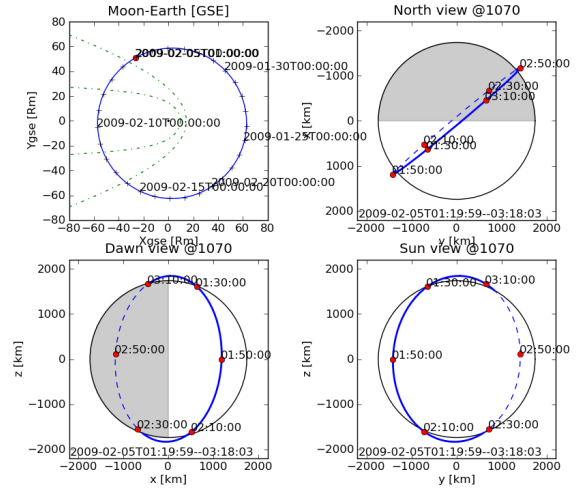 Moon-Earth [GSE]
80
60
40
20
0
−20
−40
−60
−80
Ygse [Rm]
2009-01-30T00:00:00
2009-02-10T00:00:00
2009-01-25T00:00:00
2009-02-20T00:00:00
2009-02-15T00:00:00
−80 −60 −40 −20 0 20 40 60 80
Xgse [Rm]
North view @1070
−2000
−1000
0
1000
2000
02:50:00
02:30:00
03:10:00
02:10:00
01:30:00
01:50:00
2009-02-05T01:19:59--03:18:03
−2000 −1000 0 1000 2000
y [km]
Dawn view @1070
2000
1000
0
−1000
−2000
z [km]
03:10:00
01:30:00
02:50:00
01:50:00
02:30:00
02:10:00
2009-02-05T01:19:59--03:18:03
−2000 −1000 0 1000 2000
x [km]
Sun view @1070
2000
1000
0
−1000
−2000
z [km]
01:30:00
03:10:00
01:50:00
02:50:00
02:10:00
02:30:00
2009-02-05T01:19:59--03:18:03
−2000 −1000 0 1000 2000
y [km]